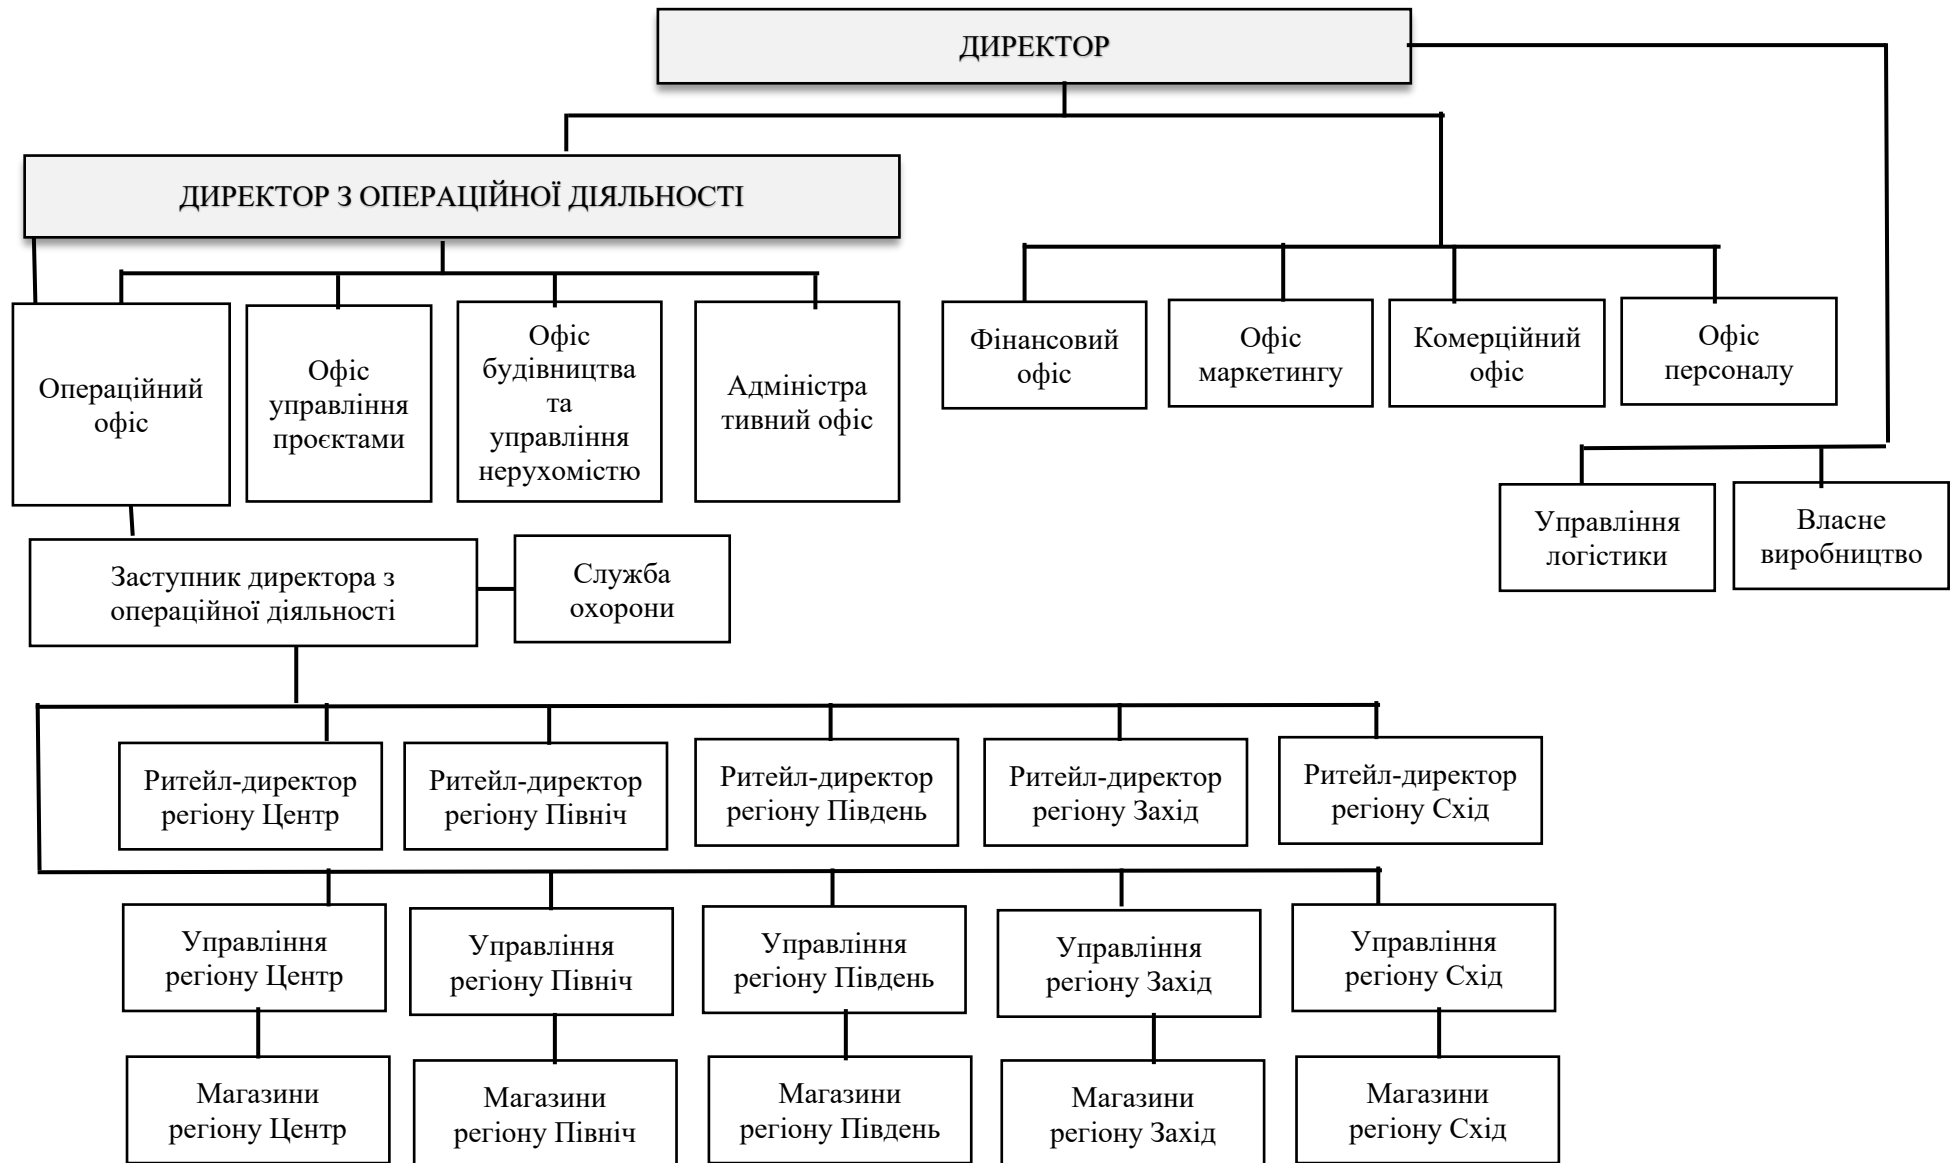 ДИРЕКТОР
ДИРЕКТОР З ОПЕРАЦІЙНОЇ ДІЯЛЬНОСТІ
Операційний
офіс
Офіс
управління
проєктами
Офіс
будівництва
та
управління
нерухомістю
Адміністра
тивний офіс
Фінансовий
офіс
Офіс
маркетингу
Комерційний
офіс
Офіс
персоналу
Управління
логістики
Власне
виробництво
Заступник директора з
операційної діяльності
Служба
охорони
Ритейл-директор
регіону Центр
Ритейл-директор
регіону Північ
Ритейл-директор
регіону Південь
Ритейл-директор
регіону Захід
Ритейл-директор
регіону Схід
Управління
регіону Центр
Управління
регіону Північ
Управління
регіону Південь
Управління
регіону Захід
Управління
регіону Схід
Магазини
регіону Центр
Магазини
регіону Північ
Магазини
регіону Південь
Магазини
регіону Захід
Магазини
регіону Схід